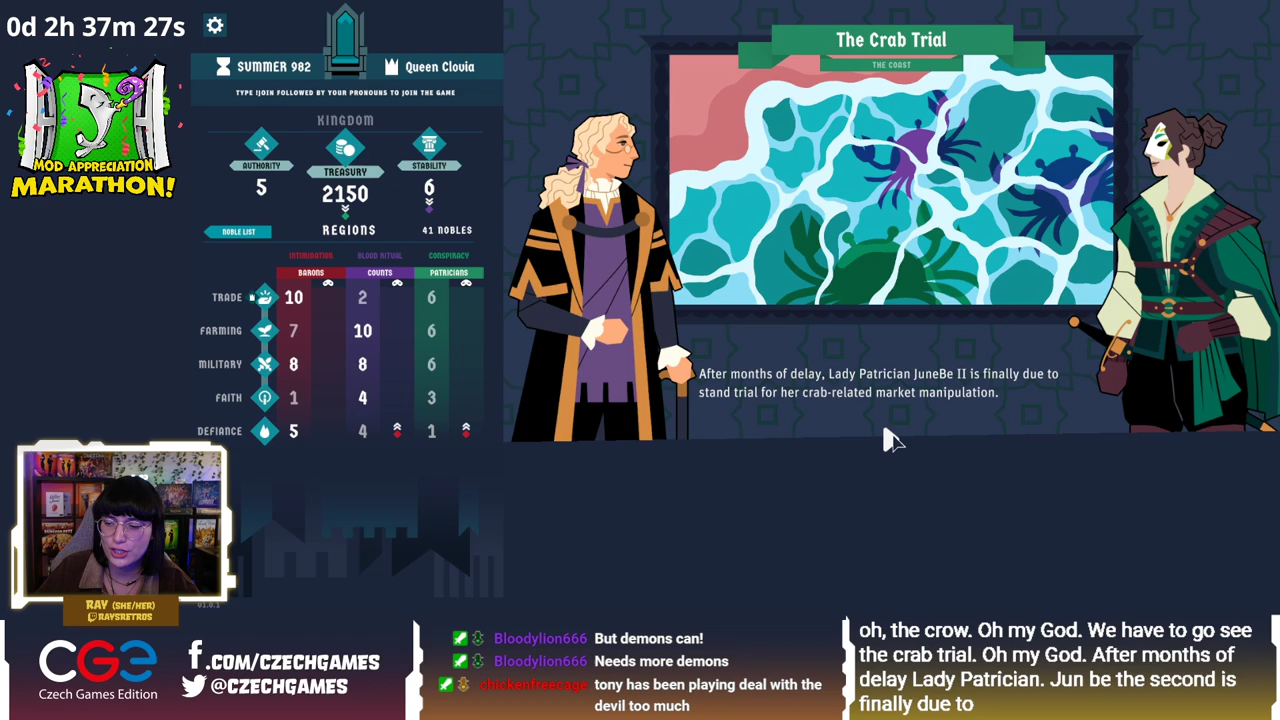 0d 2h 37m 27s
MOD APPRECIATION
MARATHON!
SUMMER 982
Queen Clovia
TYPE !JOIN FOLLOWED BY YOUR PRONOUNS TO JOIN THE GAME
KINGDOM
AUTHORITY
TREASURY
STABILITY
5
2150
6
NOBLE LIST
REGIONS
41 NOBLES
INTIMIDATION
BLOOD RITUAL
CONSPIRACY
BARONS
COUNTS
PATRICIANS
TRADE 10 2 6
FARMING 7 10 6
MILITARY 8 8 6
FAITH 1 4 3
DEFIANCE 5 4 1
The Crab Trial
THE COAST
After months of delay, Lady Patrician JuneBe II is finally due to
stand trial for her crab-related market manipulation.
RAY (SHE/HER)
RAYSRETROS
CGE
Czech Games Edition
f.COM/CZECHGAMES
@CZECHGAMES
Bloodylion666 But demons can!
Bloodylion666 Needs more demons
chickenfreecage tony has been playing deal with the
devil too much
oh, the crow. Oh my God. We have to go see
the crab trial. Oh my God. After months of
delay Lady Patrician. Jun be the second is
finally due to